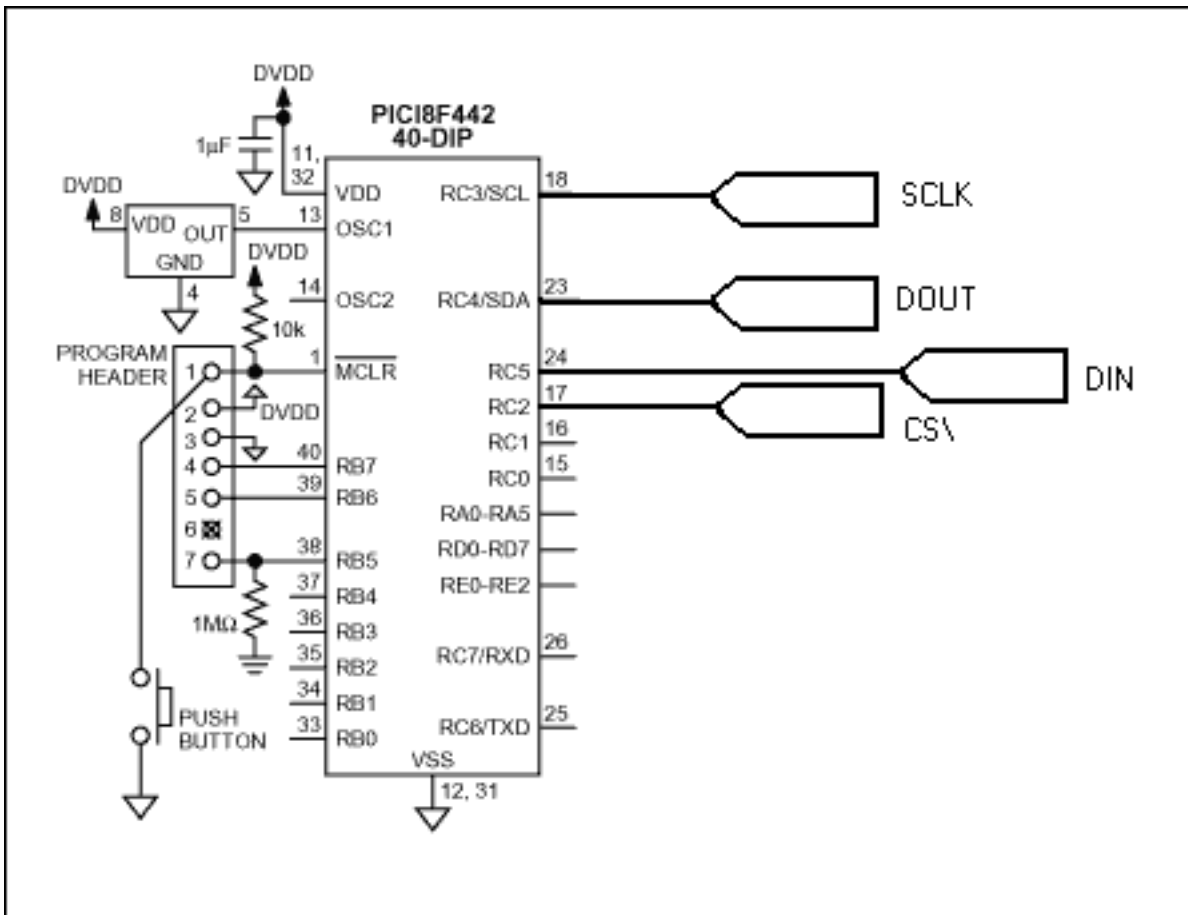 DVDD
PICI8F442
40-DIP
1µF
11,
32
VDD
RC3/SCL
18
SCLK
DVDD
8
VDD
OUT
5
GND
4
13
OSC1
DVDD
14
OSC2
RC4/SDA
23
DOUT
10k
PROGRAM
HEADER
1
1
MCLR
RC5
24
DIN
2
DVDD
RC2
17
CS\
3
RC1
16
4
40
RB7
RC0
15
5
39
RB6
RA0-RA5
6
7
38
RB5
RD0-RD7
37
RB4
RE0-RE2
1MΩ
36
RB3
RC7/RXD
26
35
RB2
34
RB1
PUSH
BUTTON
33
RB0
RC6/TXD
25
VSS
12, 31